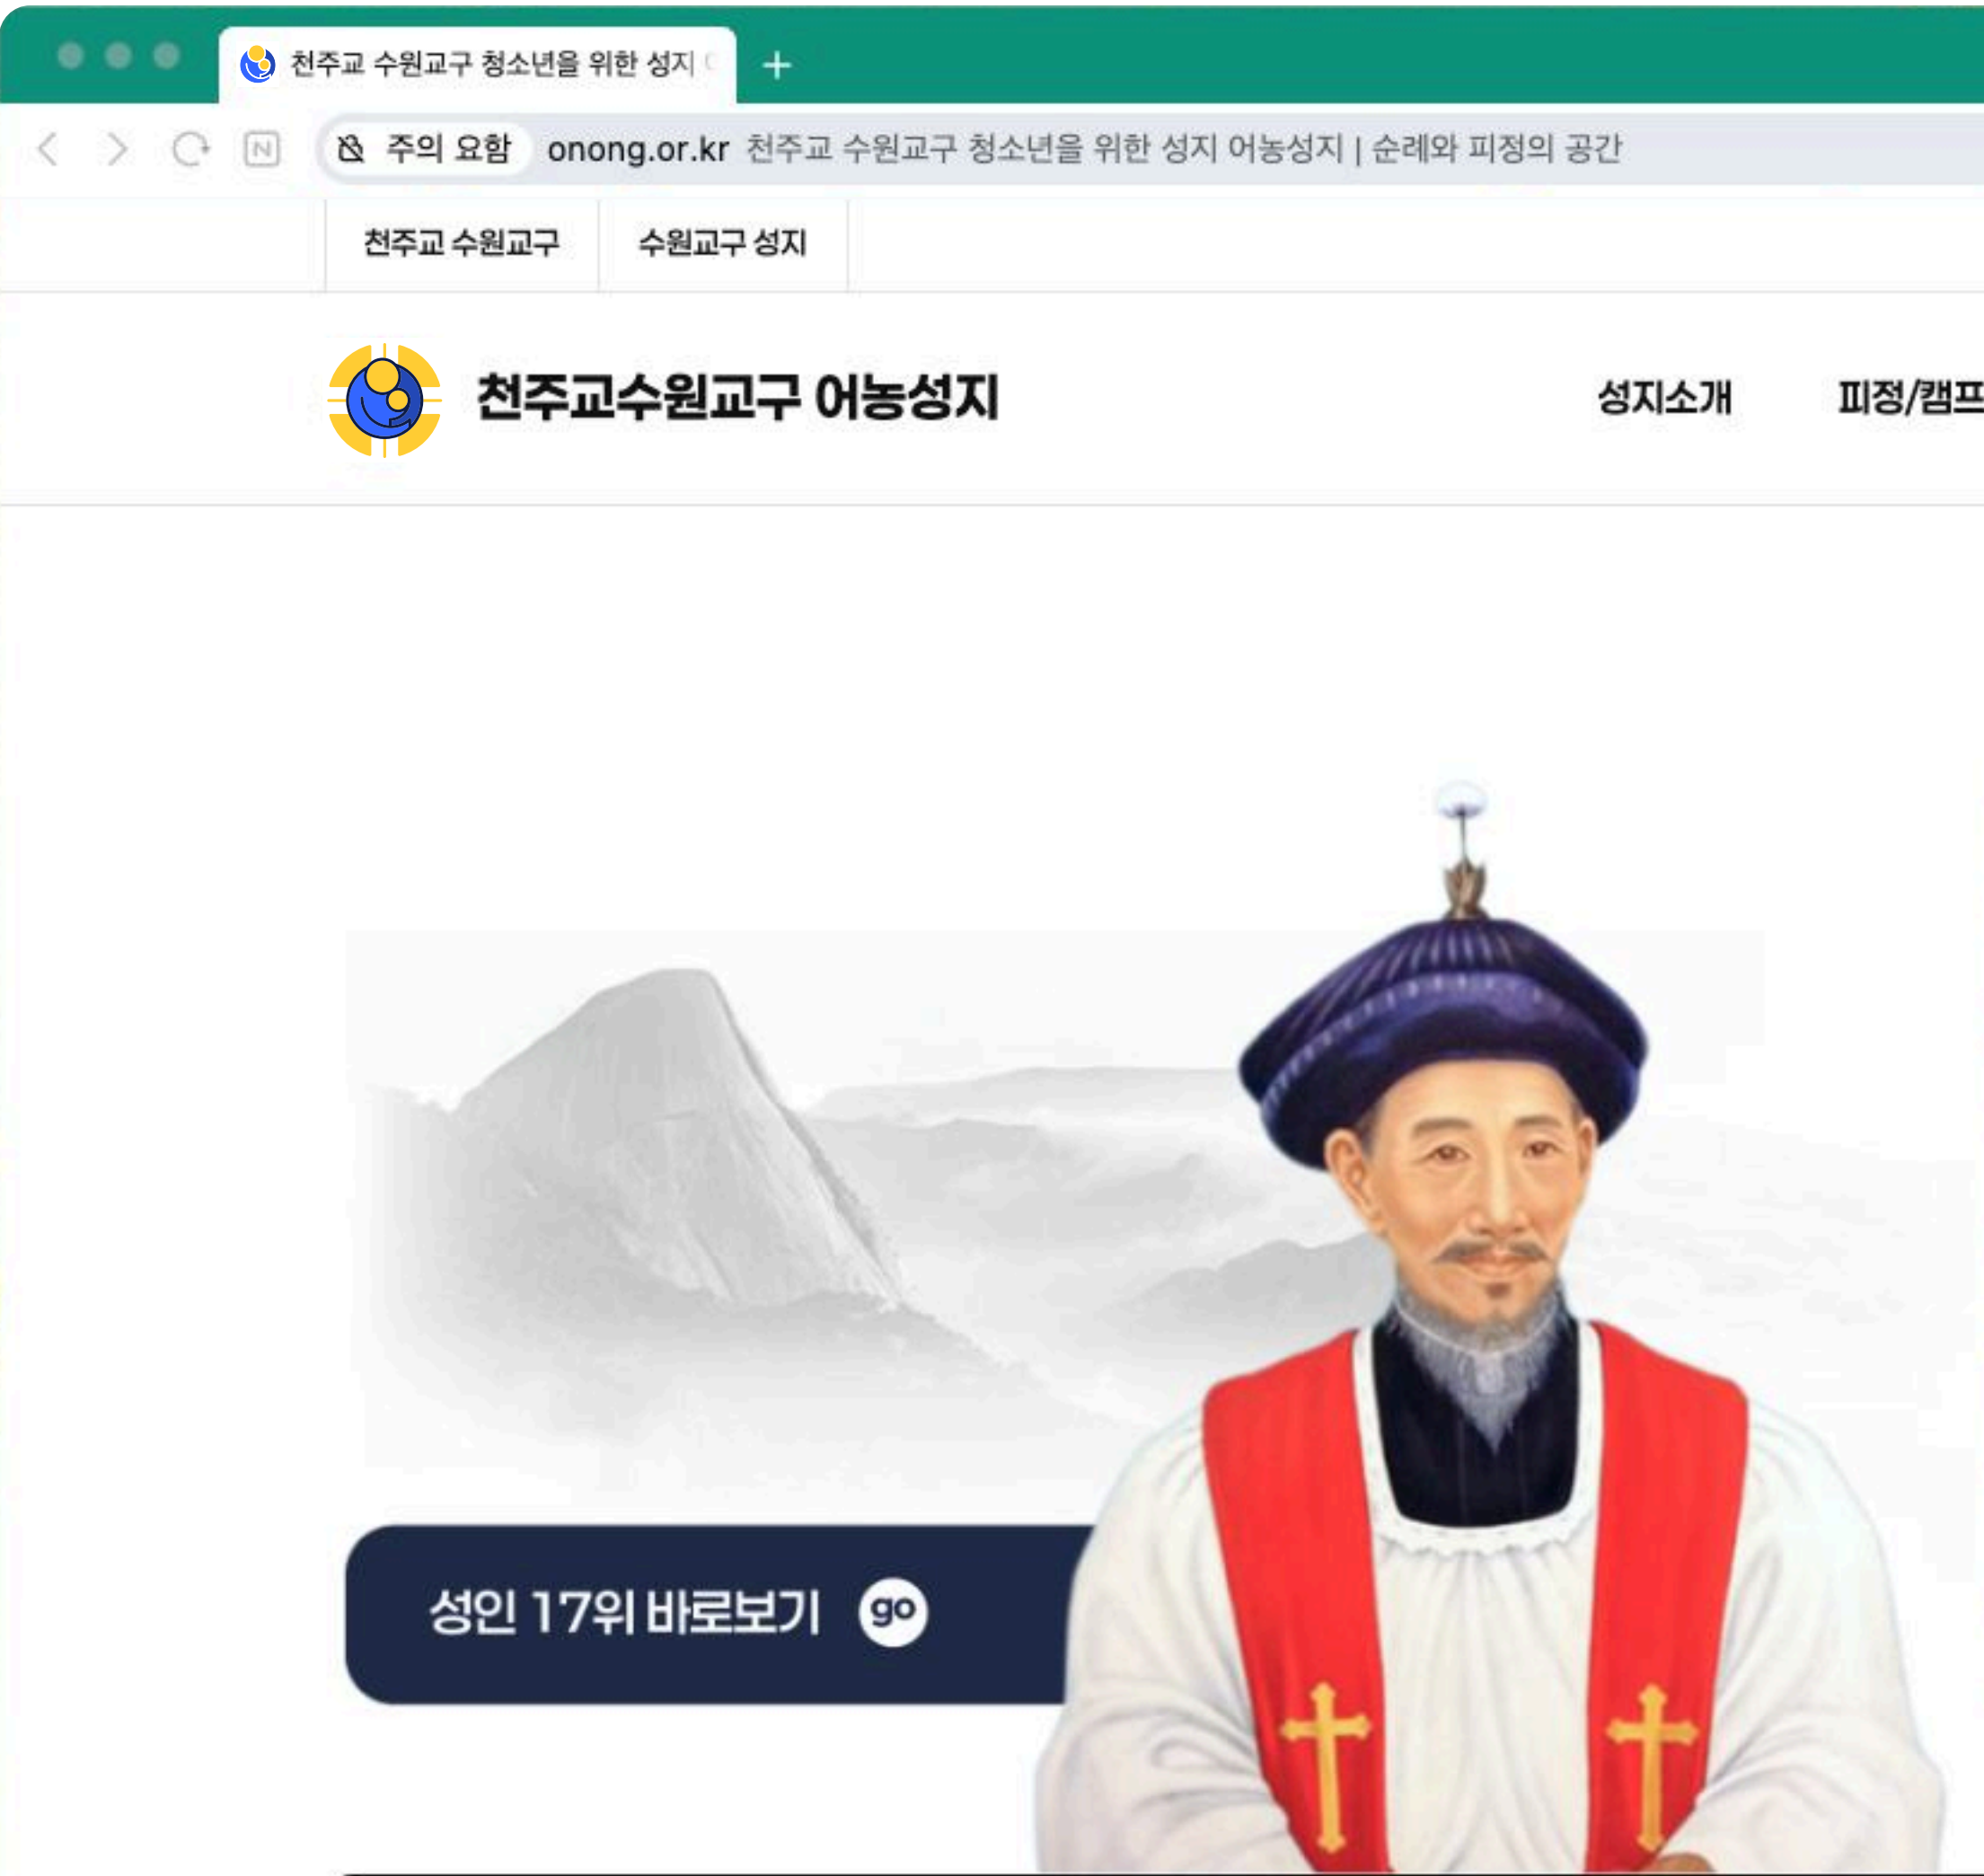 천주교 수원교구 청소년을 위한 성지
주의 요함 onong.or.kr 천주교 수원교구 청소년을 위한 성지 어농성지 | 순례와 피정의 공간
천주교 수원교구 수원교구 성지
천주교수원교구 어농성지 성지소개 피정/캠프
성인 17위 바로보기 go